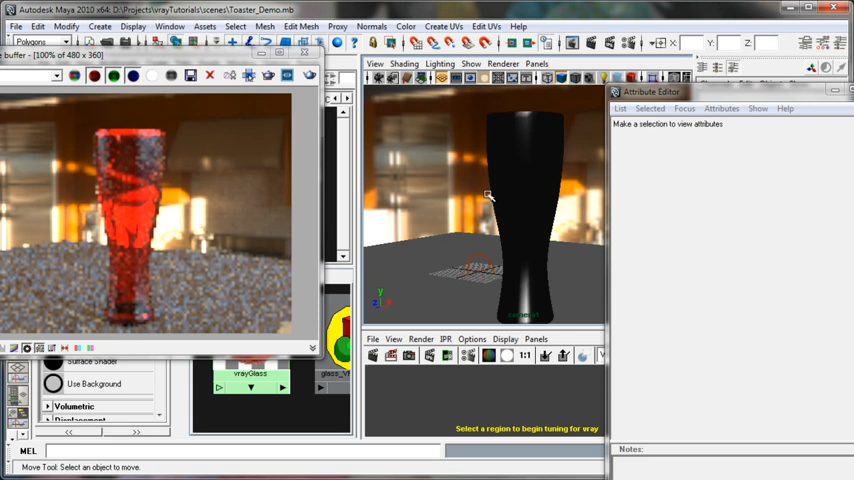 Autodesk Maya 2010 x64: D:\Projects\vrayTutorials\scenes\Toaster_Demo.mb
File Edit Modify Create Display Window Assets Select Mesh Edit Mesh Proxy Normals Color Create UVs Edit UVs Help
Polygons
X: Y: Z:
buffer - [100% of 480 x 360]
View Shading Lighting Show Renderer Panels
Attribute Editor
List Selected Focus Attributes Show Help
Make a selection to view attributes
camera1
y
z x
View Render IPR Options Display Panels
1:1
Surface Shader
Use Background
Volumetric
Displacement
<< >>
vrayGlass
glass_VF
Select a region to begin tuning for vray
Notes:
MEL
Move Tool: Select an object to move.